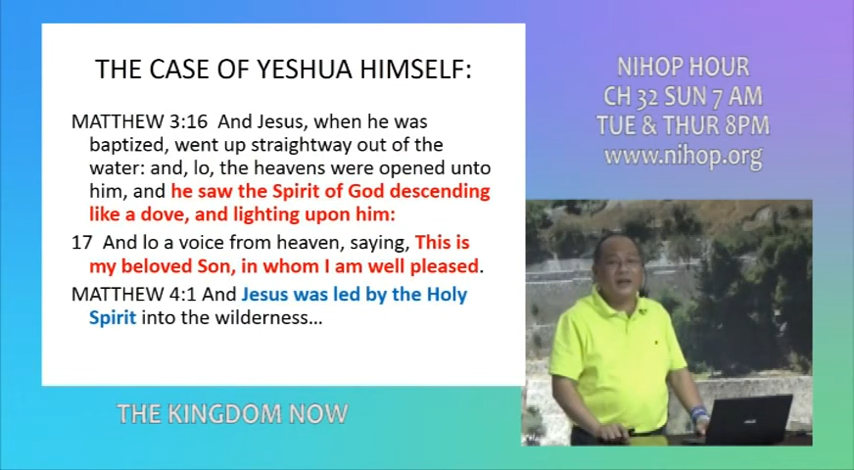 THE CASE OF YESHUA HIMSELF:
MATTHEW 3:16 And Jesus, when he was
baptized, went up straightway out of the
water: and, lo, the heavens were opened unto
him, and he saw the Spirit of God descending
like a dove, and lighting upon him:
17 And lo a voice from heaven, saying, This is
my beloved Son, in whom I am well pleased.
MATTHEW 4:1 And Jesus was led by the Holy
Spirit into the wilderness...
THE KINGDOM NOW
NIHOP HOUR
CH 32 SUN 7 AM
TUE & THUR 8PM
www.nihop.org
ASUS